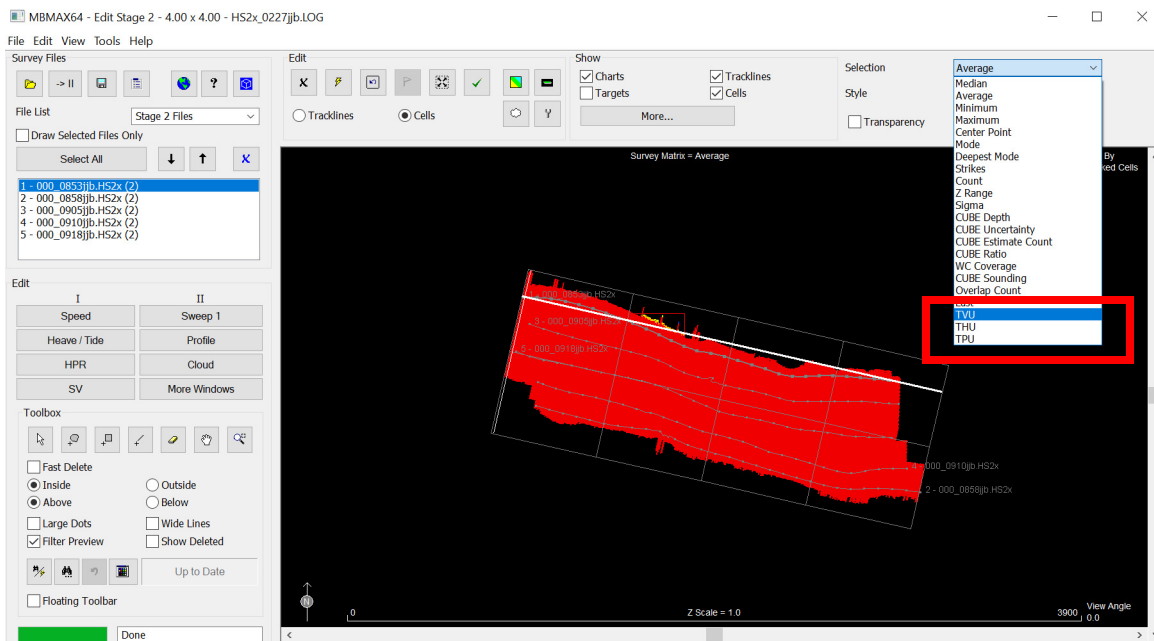 MBMAX64 - Edit Stage 2 - 4.00 x 4.00 - HS2x_0227jjb.LOG
File Edit View Tools Help
Survey Files
-> II
?
File List
Stage 2 Files
Draw Selected Files Only
Select All
X
1 - 000_0853jjb.HS2x (2)
2 - 000_0858jjb.HS2x (2)
3 - 000_0905jjb.HS2x (2)
4 - 000_0910jjb.HS2x (2)
5 - 000_0918jjb.HS2x (2)
Edit
I II
Speed Sweep 1
Heave / Tide Profile
HPR Cloud
SV More Windows
Toolbox
Fast Delete
Inside Outside
Above Below
Large Dots Wide Lines
Filter Preview Show Deleted
Up to Date
Floating Toolbar
Done
Edit
X
Tracklines Cells
Show
Charts Tracklines
Targets Cells
More...
Selection
Average
Style
Transparency
Median
Average
Minimum
Maximum
Center Point
Mode
Deepest Mode
Strikes
Count
Z Range
Sigma
CUBE Depth
CUBE Uncertainty
CUBE Estimate Count
CUBE Ratio
WC Coverage
CUBE Sounding
Overlap Count
TVU
THU
TPU
Survey Matrix = Average
By
ked Cells
1 - 000_0853jjb.HS2x
3 - 000_0905jjb.HS2x
5 - 000_0918jjb.HS2x
4 - 000_0910jjb.HS2x
2 - 000_0858jjb.HS2x
N
0
Z Scale = 1.0
3900
View Angle
0.0